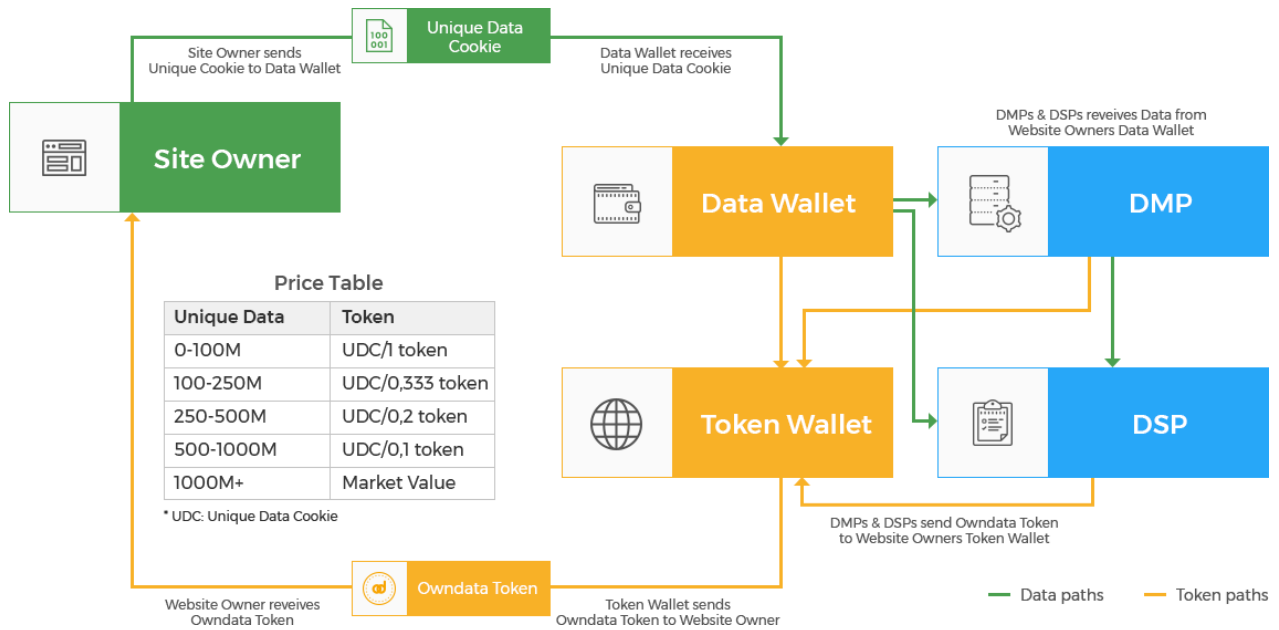 100
001
Unique Data
Cookie
Site Owner sends
Unique Cookie to Data Wallet
Data Wallet receives
Unique Data Cookie
Site Owner
DMPs & DSPs reveives Data from
Website Owners Data Wallet
Data Wallet
DMP
Price Table
Unique Data Token
0-100M UDC/1 token
100-250M UDC/0,333 token
250-500M UDC/0,2 token
500-1000M UDC/0,1 token
1000M+ Market Value
* UDC: Unique Data Cookie
Token Wallet
DSP
DMPs & DSPs send Owndata Token
to Website Owners Token Wallet
Owndata Token
Website Owner reveives
Owndata Token
Token Wallet sends
Owndata Token to Website Owner
Data paths
Token paths